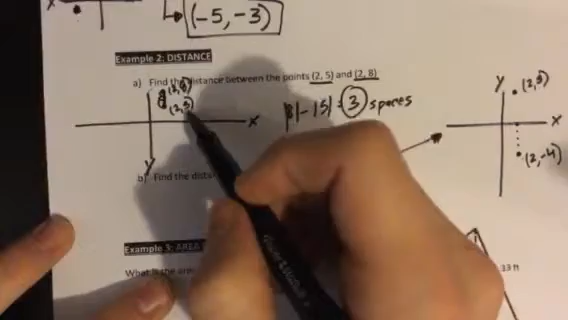 (-5,-3)
Example 2: DISTANCE
a) Find the distance between the points (2, 5) and (2, 8)
(2,8)
(2,5)
|8|-|5| = 3 spaces
x
y
y
(2,3)
x
(2,-4)
b) Find the dista
Example 3: AREA
What is the are
33 ft